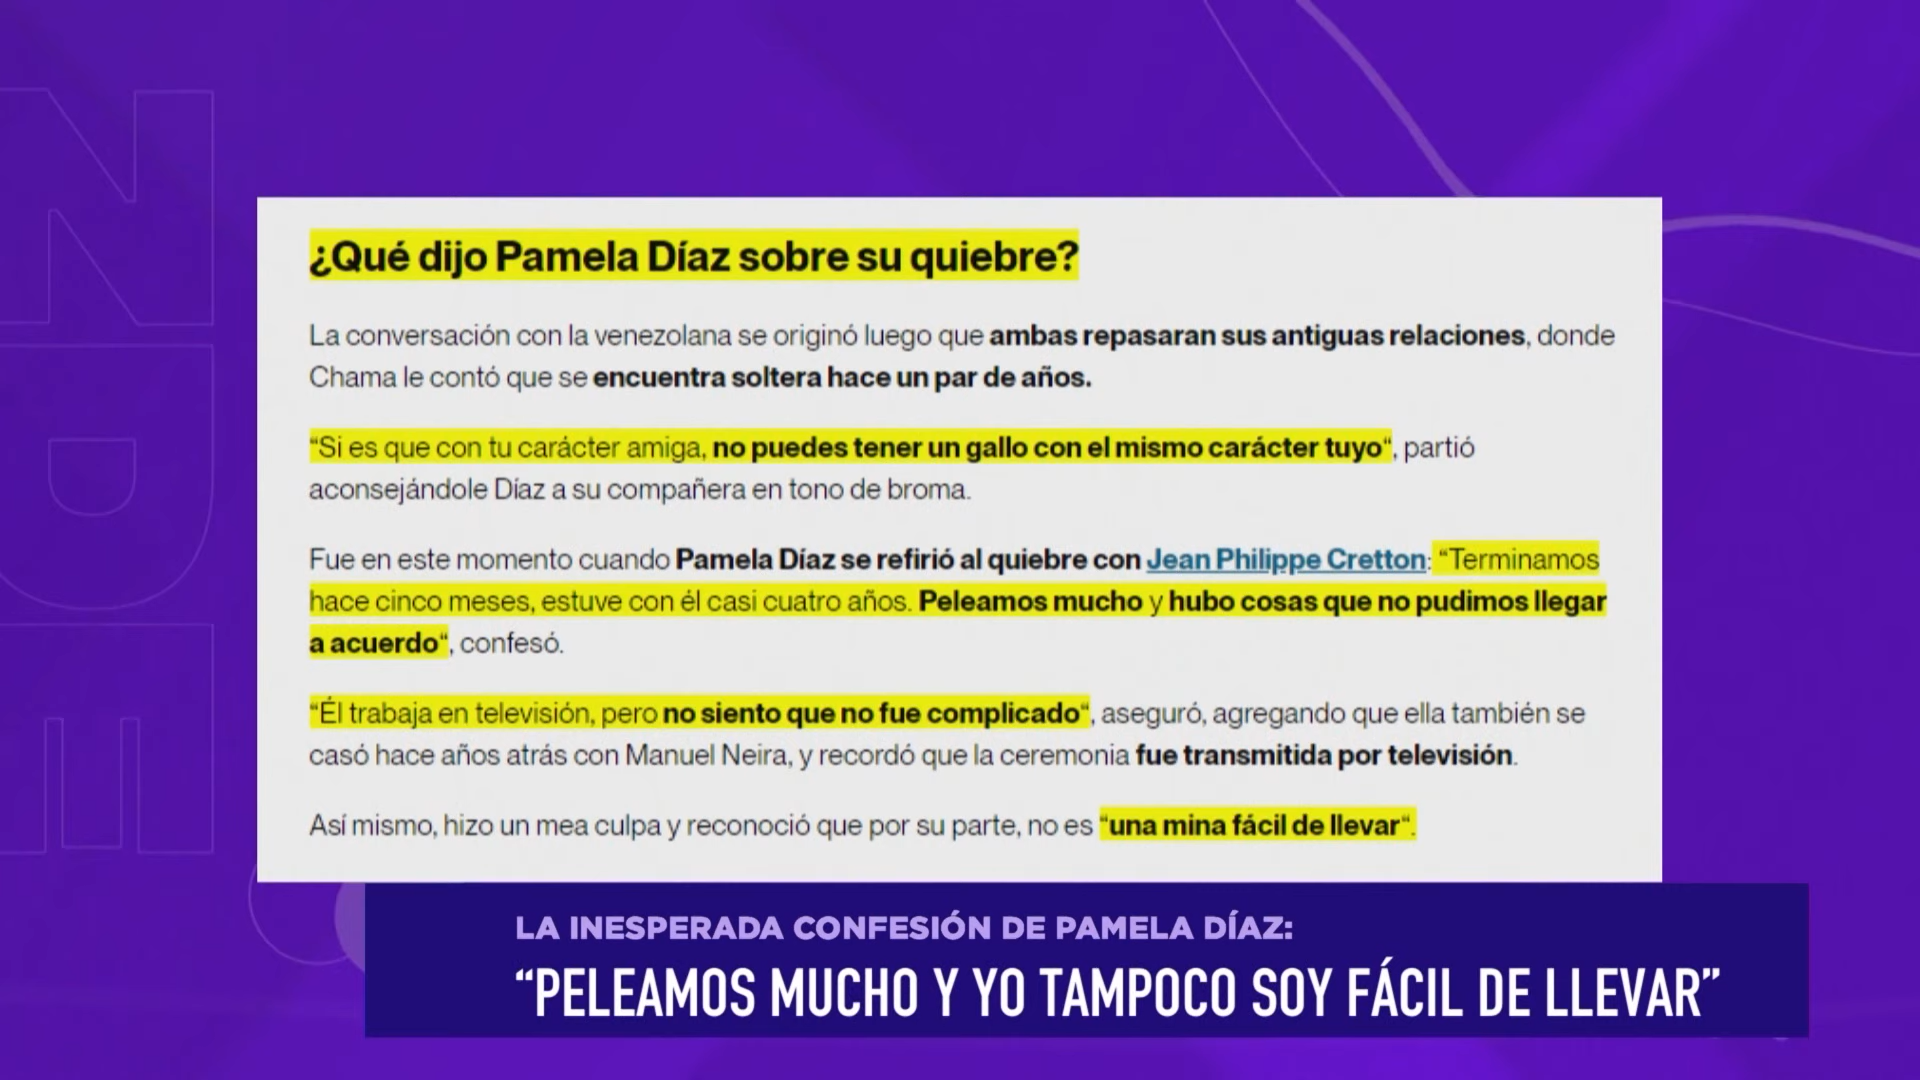 ¿Qué dijo Pamela Díaz sobre su quiebre?
La conversación con la venezolana se originó luego que ambas repasaran sus antiguas relaciones, donde
Chama le contó que se encuentra soltera hace un par de años.
“Si es que con tu carácter amiga, no puedes tener un gallo con el mismo carácter tuyo“, partió
aconsejándole Díaz a su compañera en tono de broma.
Fue en este momento cuando Pamela Díaz se refirió al quiebre con Jean Philippe Cretton: “Terminamos
hace cinco meses, estuve con él casi cuatro años. Peleamos mucho y hubo cosas que no pudimos llegar
a acuerdo“, confesó.
“Él trabaja en televisión, pero no siento que no fue complicado“, aseguró, agregando que ella también se
casó hace años atrás con Manuel Neira, y recordó que la ceremonia fue transmitida por televisión.
Así mismo, hizo un mea culpa y reconoció que por su parte, no es “una mina fácil de llevar“.
LA INESPERADA CONFESIÓN DE PAMELA DÍAZ:
“PELEAMOS MUCHO Y YO TAMPOCO SOY FÁCIL DE LLEVAR”